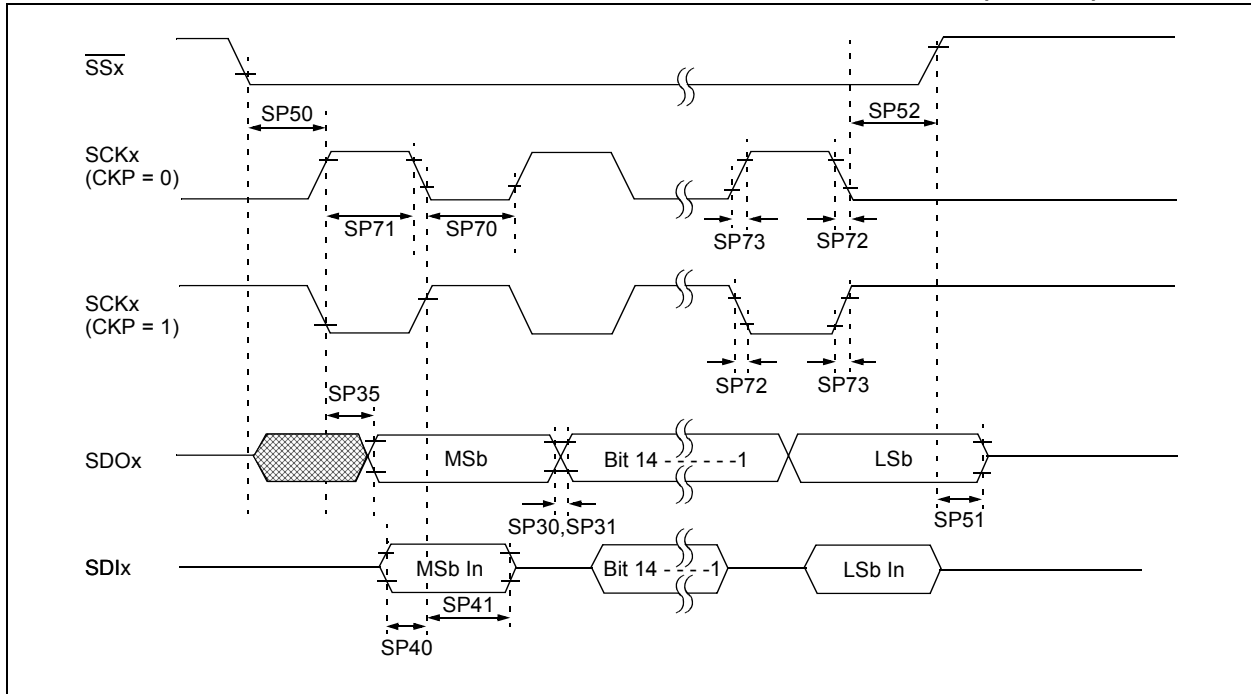 SSx
SP50
SP52
SCKx
(CKP = 0)
SP71
SP70
SP73
SP72
SCKx
(CKP = 1)
SP72
SP73
SP35
SDOx
MSb
Bit 14 - - - - - -1
LSb
SP30,SP31
SP51
SDIx
MSb In
Bit 14 - - - -1
LSb In
SP41
SP40